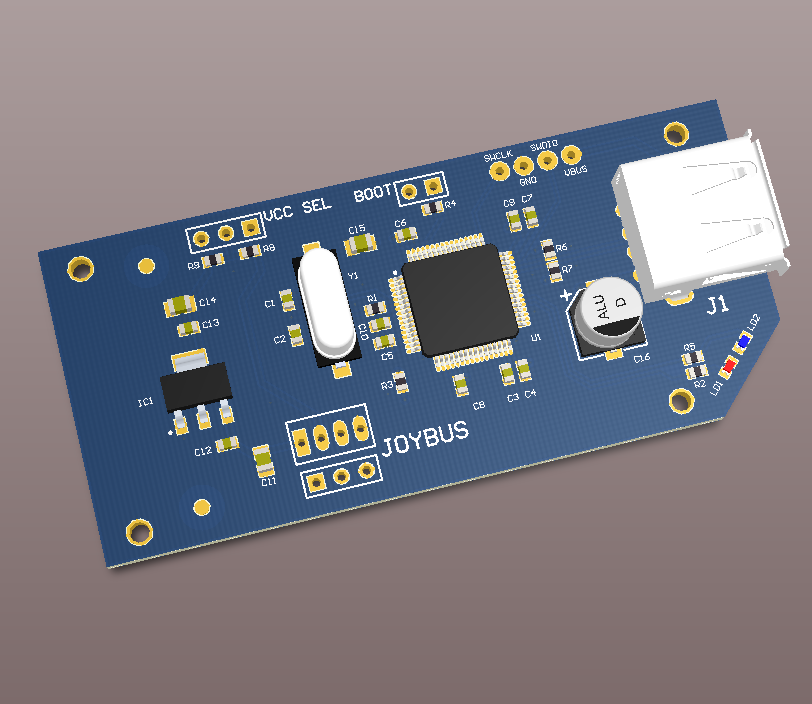 SWCLK
SWDIO
GND
VBUS
VCC SEL
BOOT
R4
C9
C7
C15
C6
R9
R8
R6
R7
Y1
C14
C1
R1
C13
C2
C10
C5
U1
+
ALU
D
J1
C16
LD2
R5
R2
LD1
IC1
R3
C8
C3
C4
C12
C11
JOYBUS